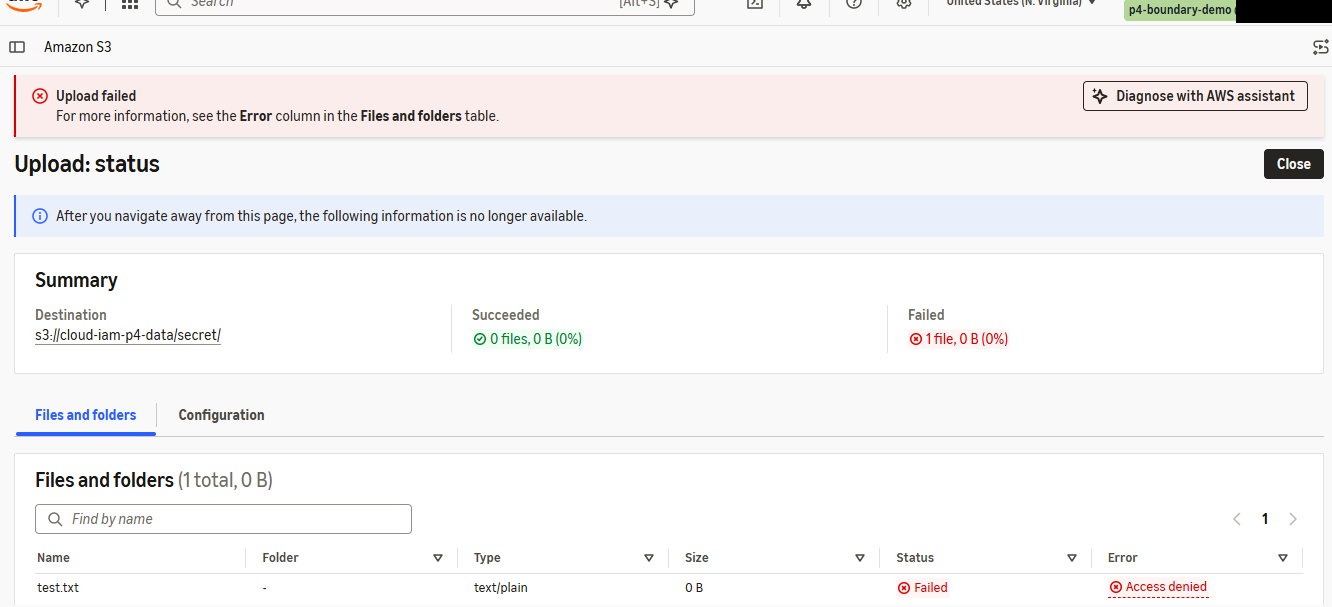 Search
[Alt+S]
United States (N. Virginia)
p4-boundary-demo
Amazon S3
Upload failed
For more information, see the Error column in the Files and folders table.
Diagnose with AWS assistant
Upload: status
Close
After you navigate away from this page, the following information is no longer available.
Summary
Destination
s3://cloud-iam-p4-data/secret/
Succeeded
0 files, 0 B (0%)
Failed
1 file, 0 B (0%)
Files and folders
Configuration
Files and folders (1 total, 0 B)
Find by name
1
Name Folder Type Size Status Error
test.txt - text/plain 0 B Failed Access denied